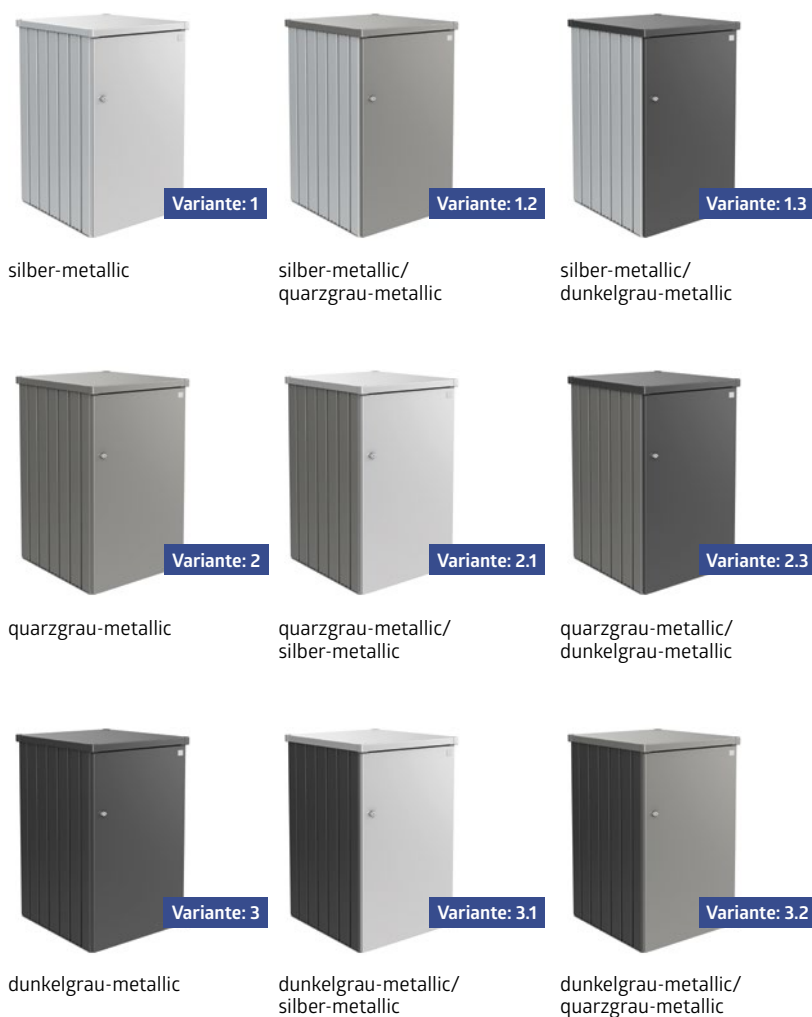 Variante: 1
Variante: 1.2
Variante: 1.3
silber-metallic
silber-metallic/
quarzgrau-metallic
silber-metallic/
dunkelgrau-metallic
Variante: 2
Variante: 2.1
Variante: 2.3
quarzgrau-metallic
quarzgrau-metallic/
silber-metallic
quarzgrau-metallic/
dunkelgrau-metallic
Variante: 3
Variante: 3.1
Variante: 3.2
dunkelgrau-metallic
dunkelgrau-metallic/
silber-metallic
dunkelgrau-metallic/
quarzgrau-metallic